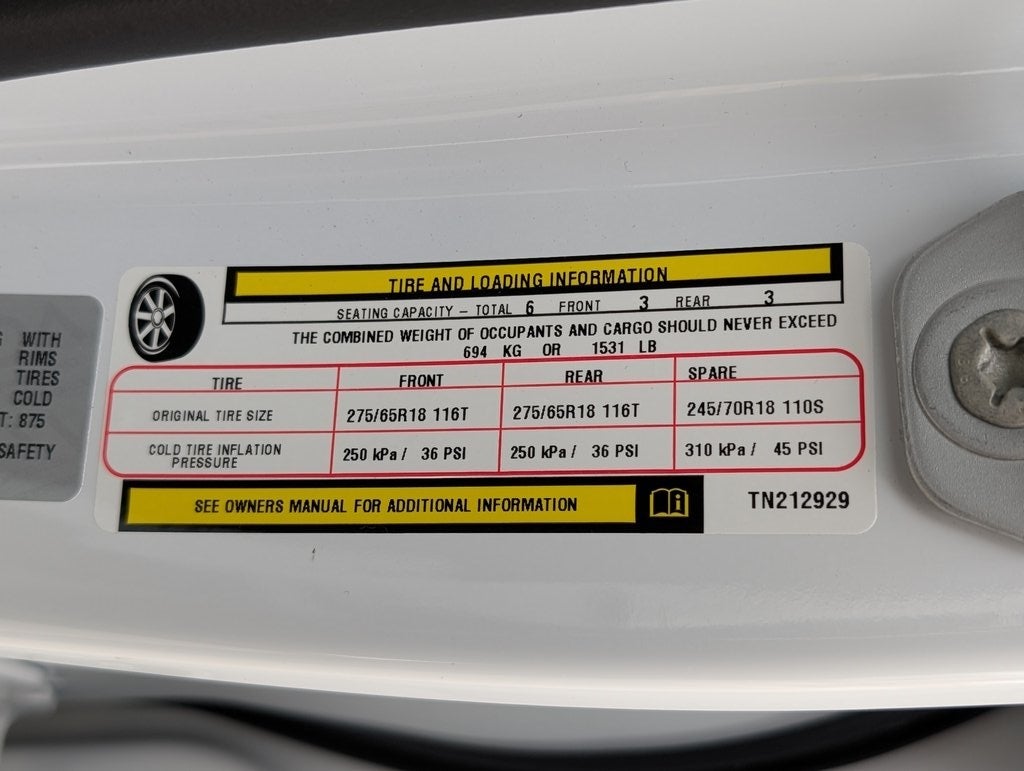 WITH
RIMS
TIRES
COLD
T: 875
SAFETY
TIRE AND LOADING INFORMATION
SEATING CAPACITY – TOTAL 6 FRONT 3 REAR 3
THE COMBINED WEIGHT OF OCCUPANTS AND CARGO SHOULD NEVER EXCEED
694 KG OR 1531 LB
TIRE FRONT REAR SPARE
ORIGINAL TIRE SIZE 275/65R18 116T 275/65R18 116T 245/70R18 110S
COLD TIRE INFLATION PRESSURE 250 kPa / 36 PSI 250 kPa / 36 PSI 310 kPa / 45 PSI
SEE OWNERS MANUAL FOR ADDITIONAL INFORMATION
TN212929